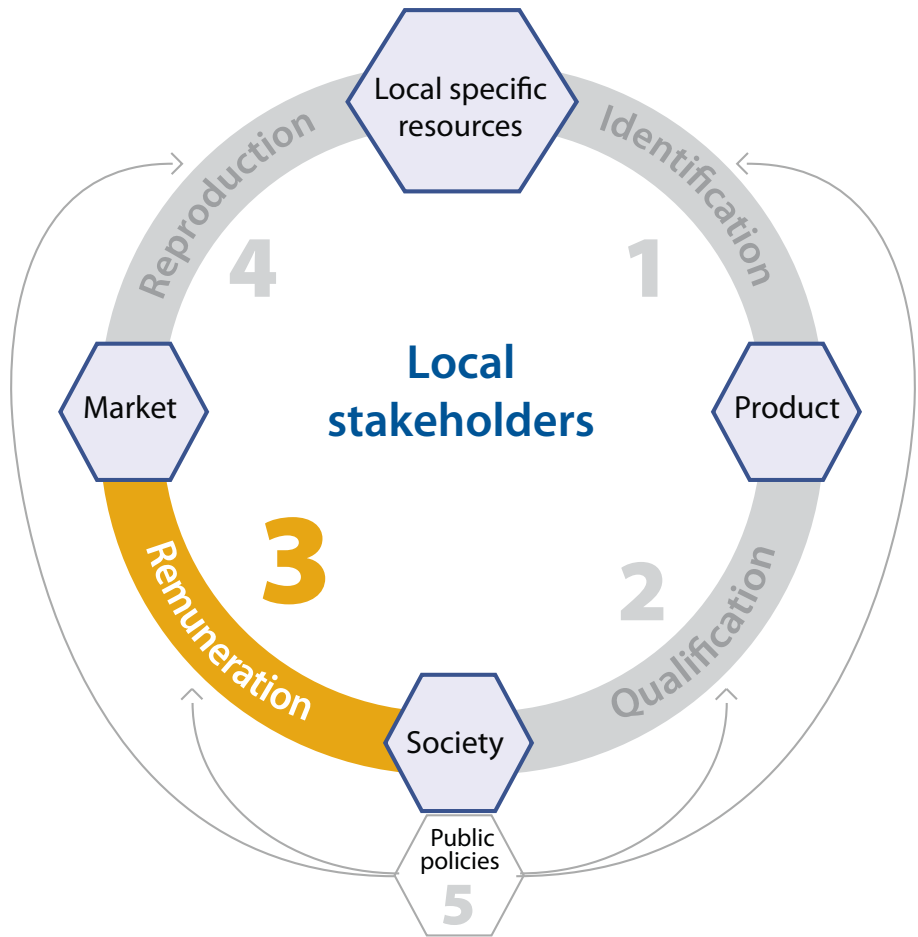 Local specific
resources
Identification
1
Product
Qualification
2
Society
Remuneration
3
Market
Reproduction
4
Local
stakeholders
Public
policies
5